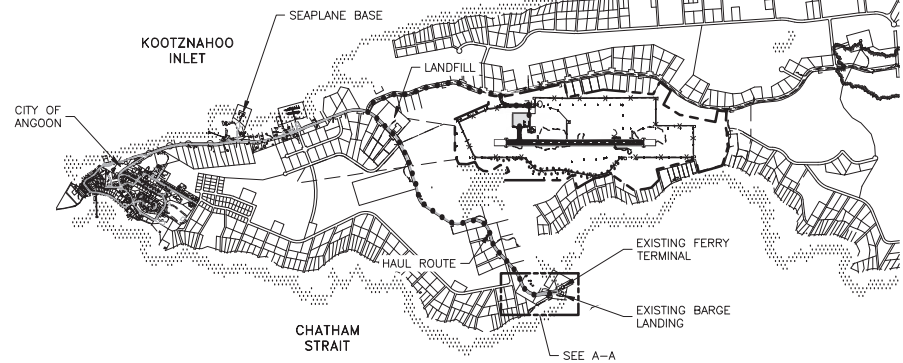 SEAPLANE BASE
KOOTZNAHOO
INLET
LANDFILL
CITY OF
ANGOON
HAUL ROUTE
EXISTING FERRY
TERMINAL
EXISTING BARGE
LANDING
CHATHAM
STRAIT
SEE A-A